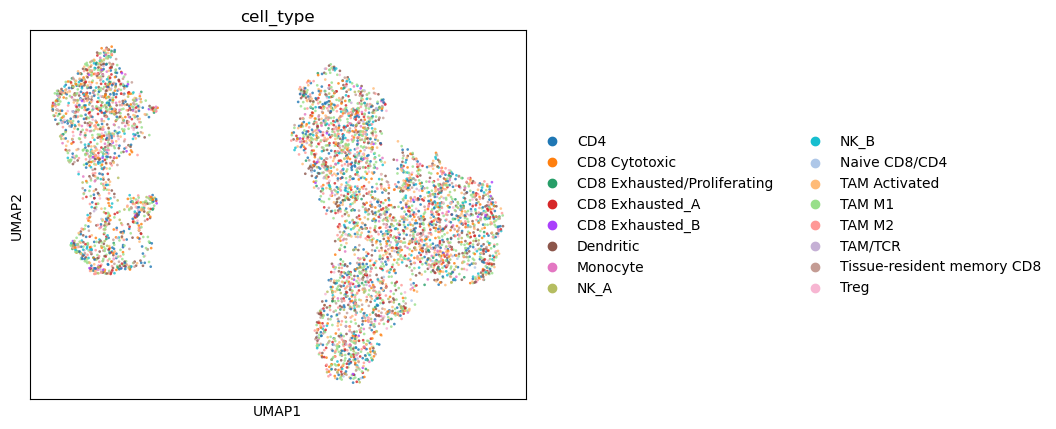 cell_type
UMAP2
UMAP1
CD4
CD8 Cytotoxic
CD8 Exhausted/Proliferating
CD8 Exhausted_A
CD8 Exhausted_B
Dendritic
Monocyte
NK_A
NK_B
Naive CD8/CD4
TAM Activated
TAM M1
TAM M2
TAM/TCR
Tissue-resident memory CD8
Treg